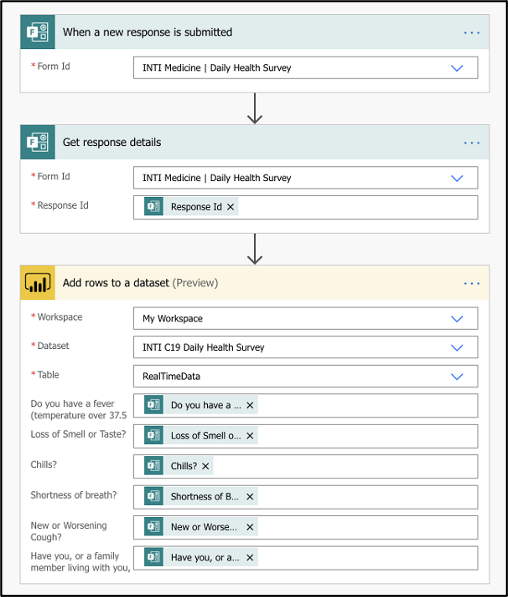 When a new response is submitted
* Form Id
INTI Medicine | Daily Health Survey
Get response details
* Form Id
INTI Medicine | Daily Health Survey
* Response Id
Response Id
Add rows to a dataset (Preview)
* Workspace
My Workspace
* Dataset
INTI C19 Daily Health Survey
* Table
RealTimeData
Do you have a fever
(temperature over 37.5
Do you have a ...
Loss of Smell or Taste?
Loss of Smell o...
Chills?
Chills?
Shortness of breath?
Shortness of B...
New or Worsening
Cough?
New or Worse...
Have you, or a family
member living with you,
Have you, or a...